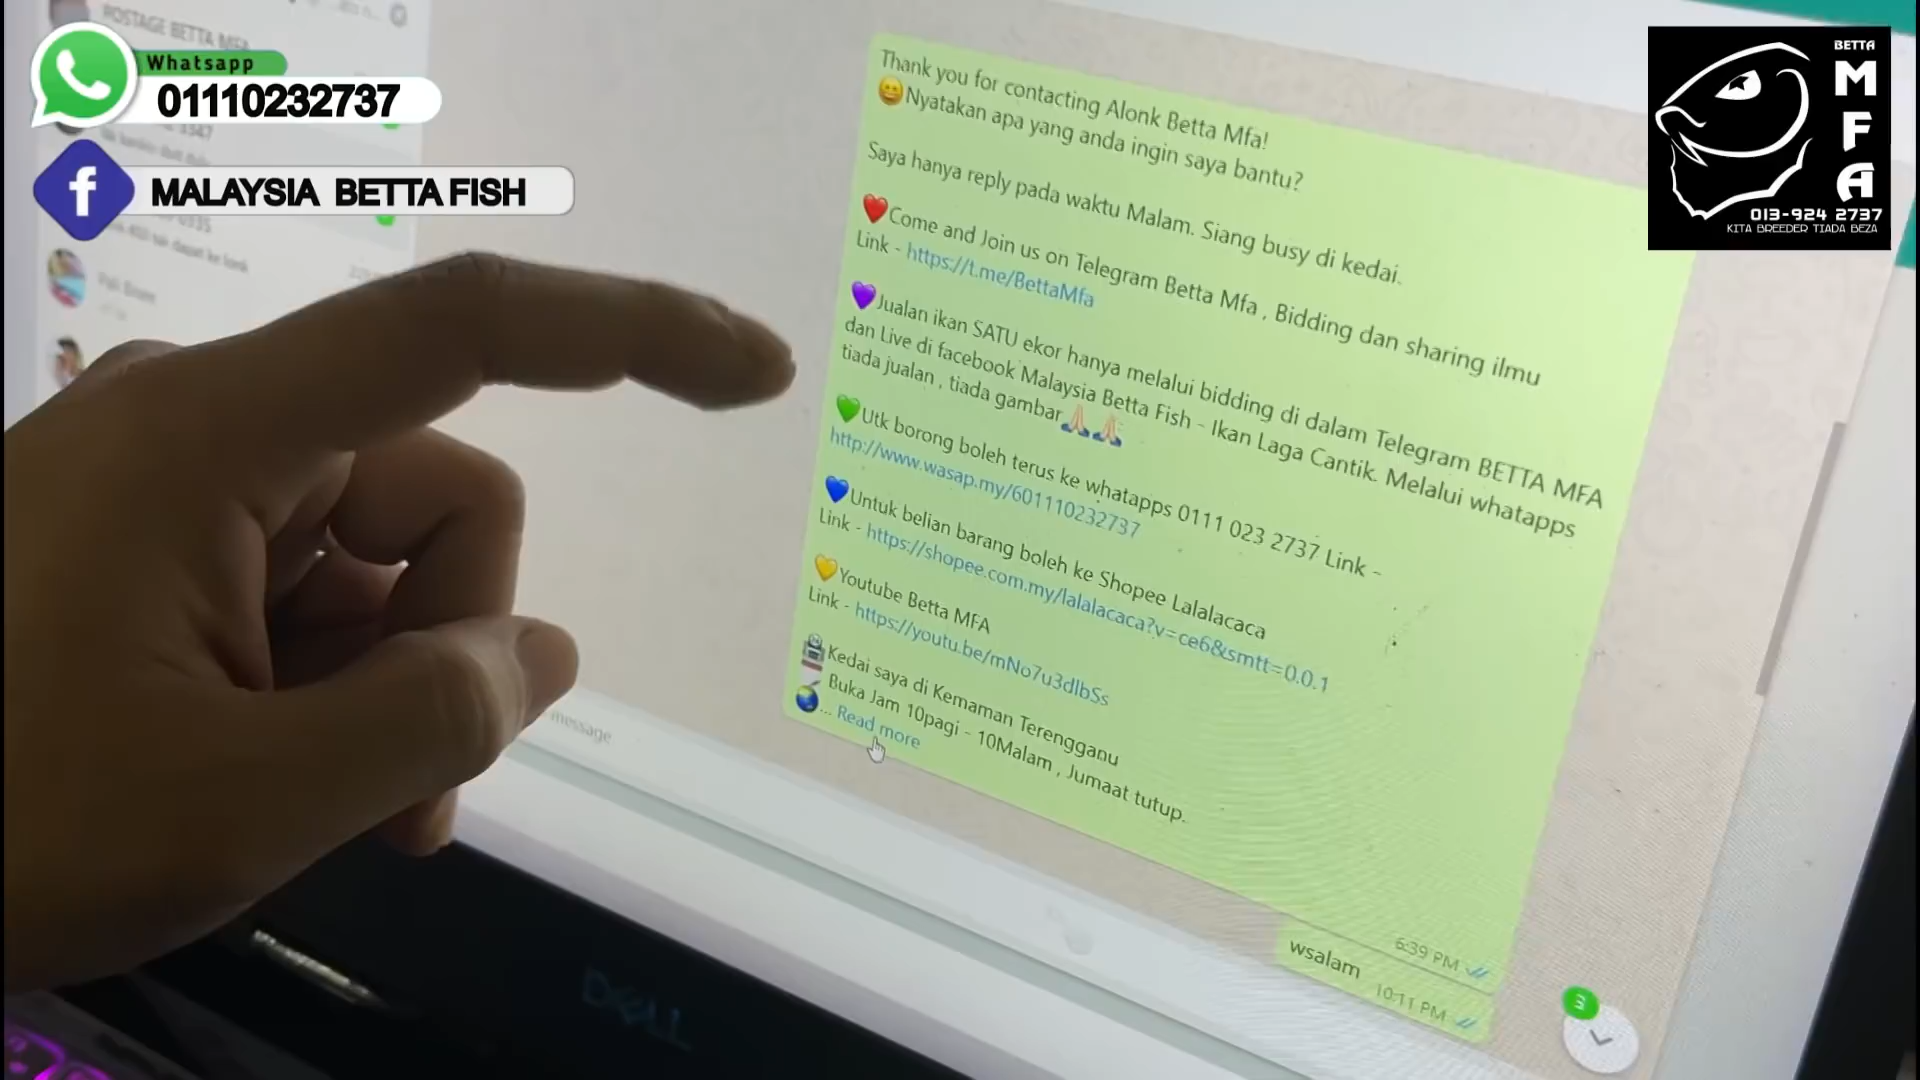 POSTAGE BETTA MFA
Whatsapp
01110232737
MALAYSIA BETTA FISH
BETTA
MFA
013-924 2737
KITA BREEDER TIADA BEZA
Thank you for contacting Alonk Betta Mfa!
😄Nyatakan apa yang anda ingin saya bantu?
Saya hanya reply pada waktu Malam. Siang busy di kedai.
❤️Come and Join us on Telegram Betta Mfa , Bidding dan sharing ilmu
Link - https://t.me/BettaMfa
💜Jualan ikan SATU ekor hanya melalui bidding di dalam Telegram BETTA MFA
dan Live di facebook Malaysia Betta Fish - Ikan Laga Cantik. Melalui whatapps
tiada jualan , tiada gambar🙏🏻🙏🏻
💚Utk borong boleh terus ke whatapps 0111 023 2737 Link -
http://www.wasap.my/601110232737
💙Untuk belian barang boleh ke Shopee Lalalacaca
Link - https://shopee.com.my/lalalacaca?v=ce6&smtt=0.0.1
💛Youtube Betta MFA
Link - https://youtu.be/mNo7u3dlbSs
Kedai saya di Kemaman Terengganu
Buka Jam 10pagi - 10Malam , Jumaat tutup.
... Read more
6:39 PM
wsalam
10:11 PM
3
message
DELL